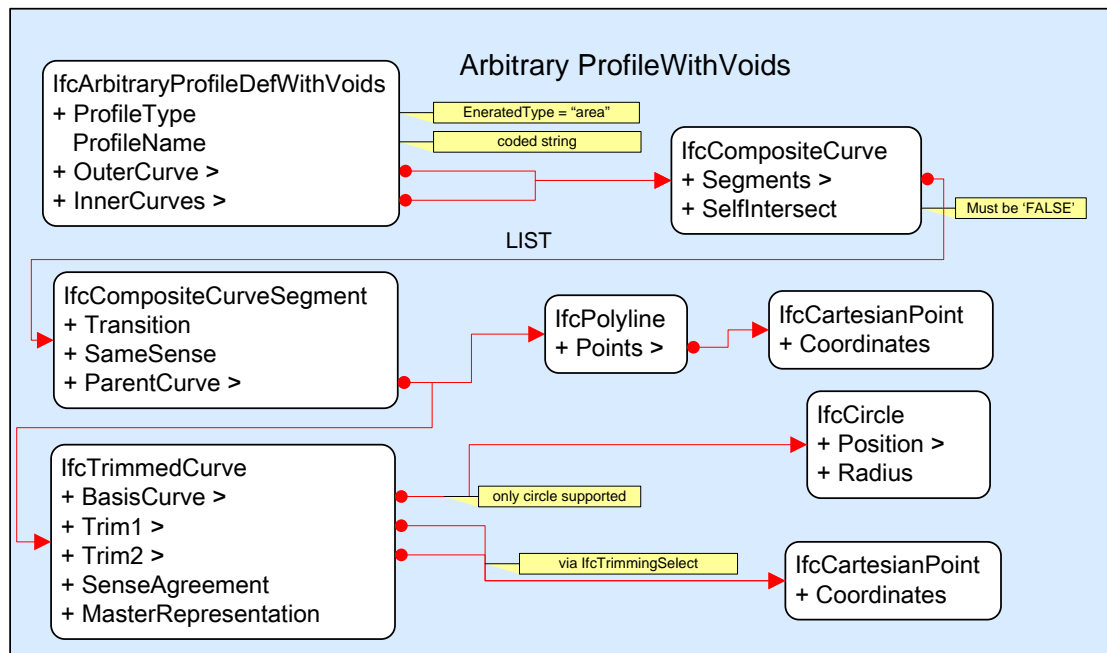 Arbitrary ProfileWithVoids
IfcArbitraryProfileDefWithVoids
+ ProfileType
ProfileName
+ OuterCurve >
+ InnerCurves >
EneratedType = “area”
coded string
IfcCompositeCurve
+ Segments >
+ SelfIntersect
Must be ‘FALSE’
LIST
IfcCompositeCurveSegment
+ Transition
+ SameSense
+ ParentCurve >
IfcPolyline
+ Points >
IfcCartesianPoint
+ Coordinates
IfcCircle
+ Position >
+ Radius
IfcTrimmedCurve
+ BasisCurve >
+ Trim1 >
+ Trim2 >
+ SenseAgreement
+ MasterRepresentation
only circle supported
via IfcTrimmingSelect
IfcCartesianPoint
+ Coordinates